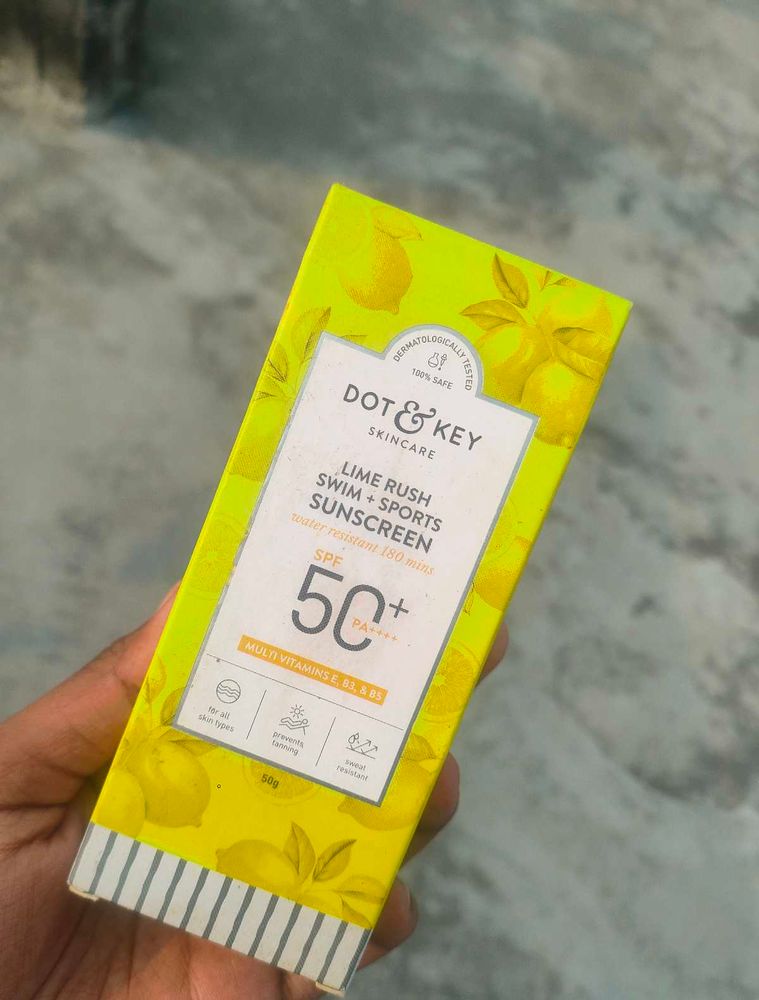 DERMATOLOGICALLY TESTED
100% SAFE
DOT & KEY
SKINCARE
LIME RUSH
SWIM + SPORTS
SUNSCREEN
water resistant 180 mins
SPF
50+
PA++++
MULTI VITAMINS E, B3, & B5
for all
skin types
prevents
tanning
sweat
resistant
50g